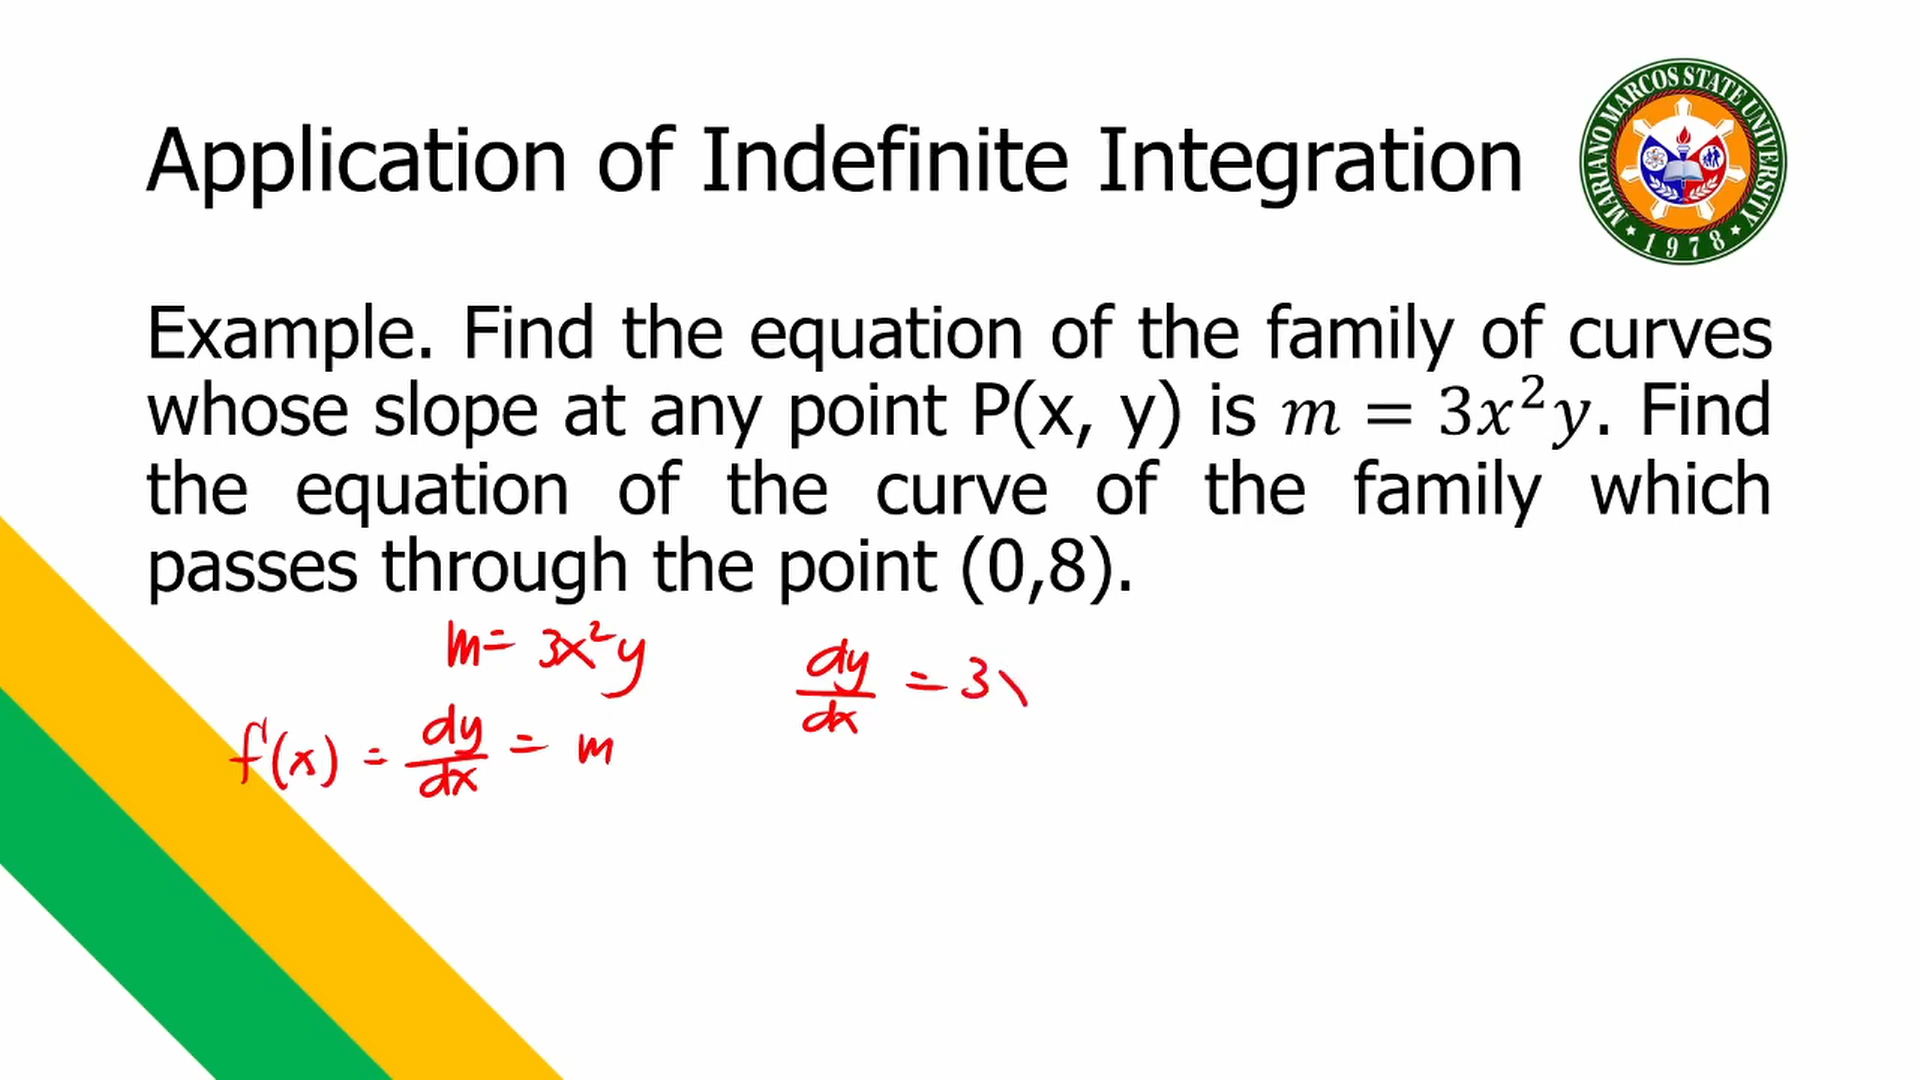 Application of Indefinite Integration
MARIANO MARCOS STATE UNIVERSITY
1978
Example. Find the equation of the family of curves
whose slope at any point P(x, y) is m = 3x²y. Find
the equation of the curve of the family which
passes through the point (0,8).
m = 3x²y
f'(x) = dy/dx = m
dy/dx = 3